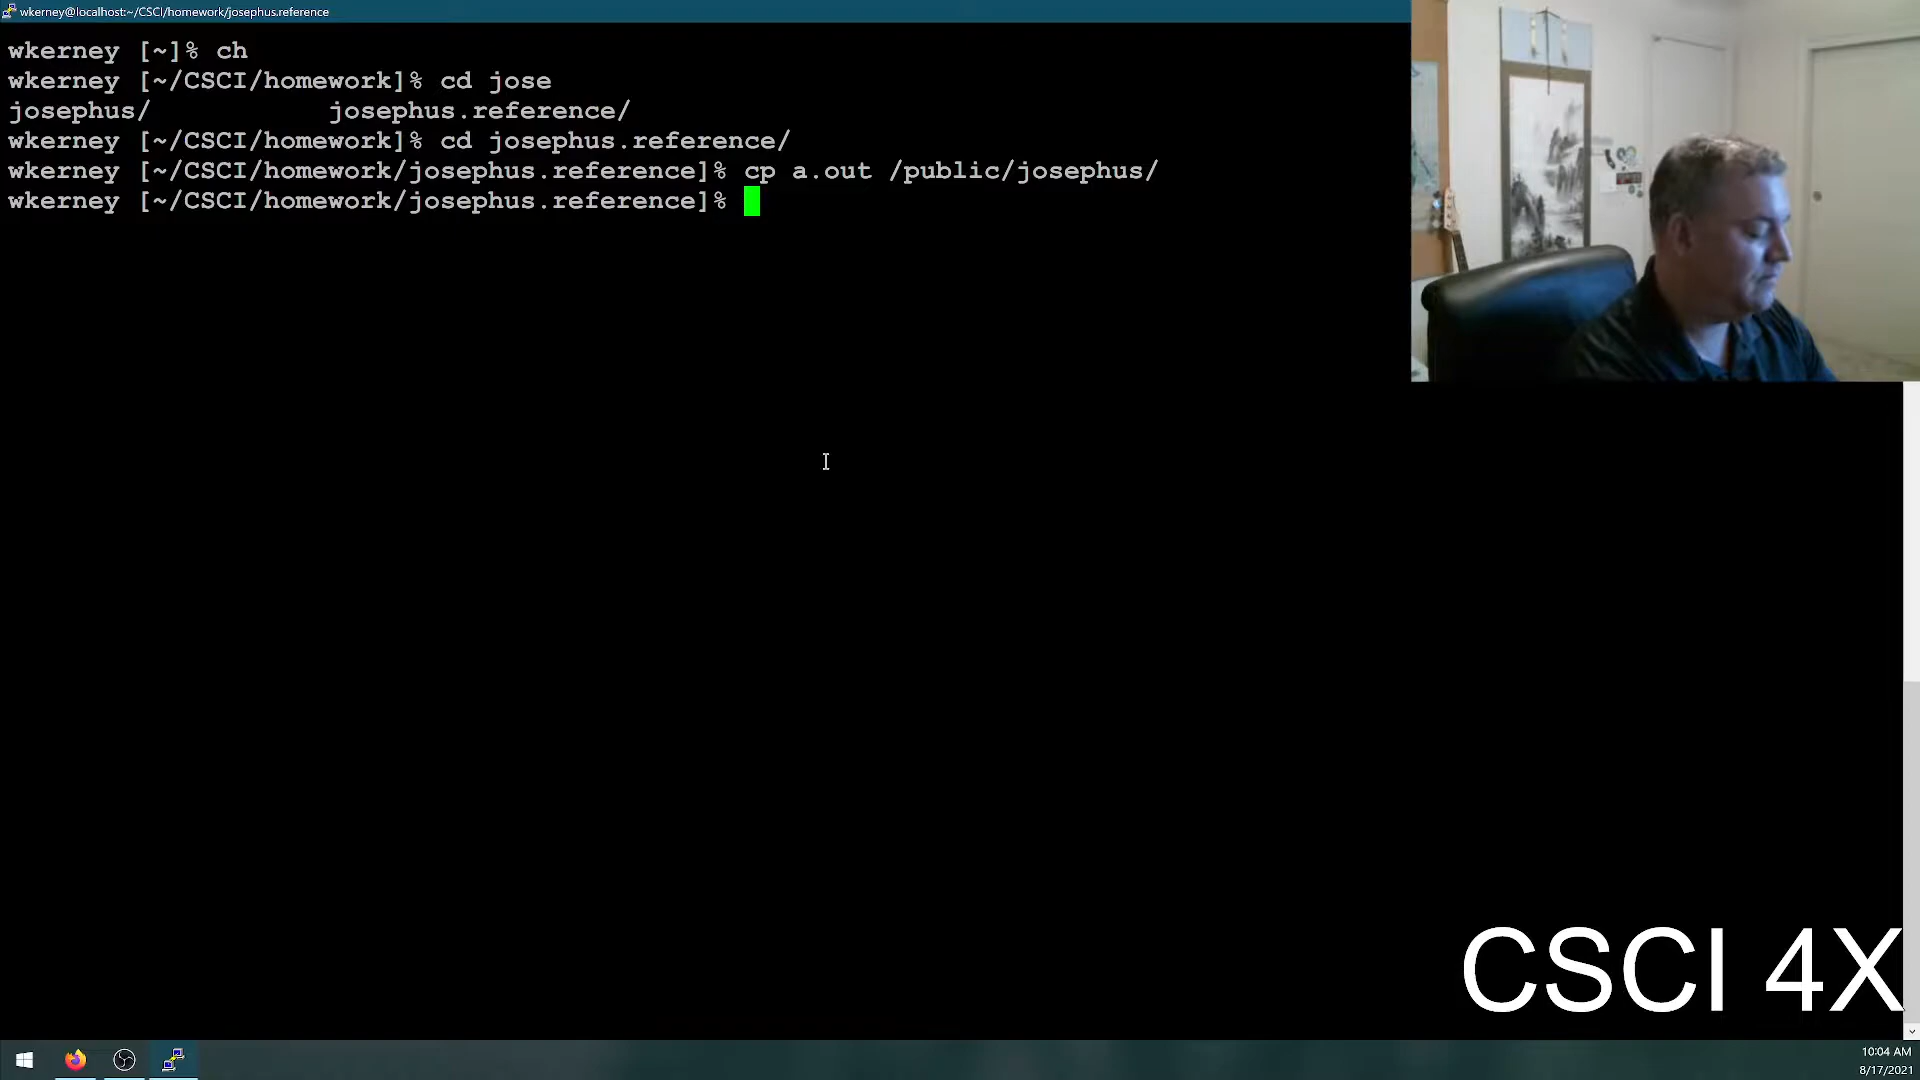 wkerney@localhost:~/CSCI/homework/josephus.reference
wkerney [~]% ch
wkerney [~/CSCI/homework]% cd jose
josephus/ josephus.reference/
wkerney [~/CSCI/homework]% cd josephus.reference/
wkerney [~/CSCI/homework/josephus.reference]% cp a.out /public/josephus/
wkerney [~/CSCI/homework/josephus.reference]%
CSCI 4X
10:04 AM
8/17/2021